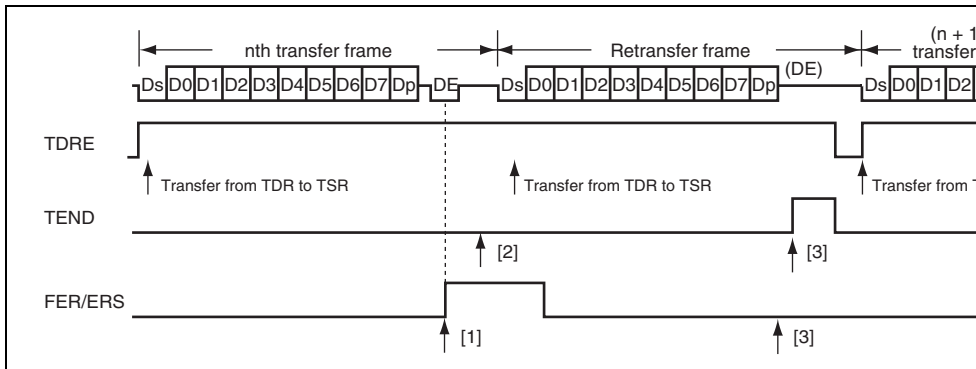 nth transfer frame Retransfer frame (n + 1
transfer
Ds D0 D1 D2 D3 D4 D5 D6 D7 Dp DE Ds D0 D1 D2 D3 D4 D5 D6 D7 Dp (DE) Ds D0 D1 D2
TDRE
Transfer from TDR to TSR Transfer from TDR to TSR Transfer from T
TEND
[2] [3]
FER/ERS
[1] [3]